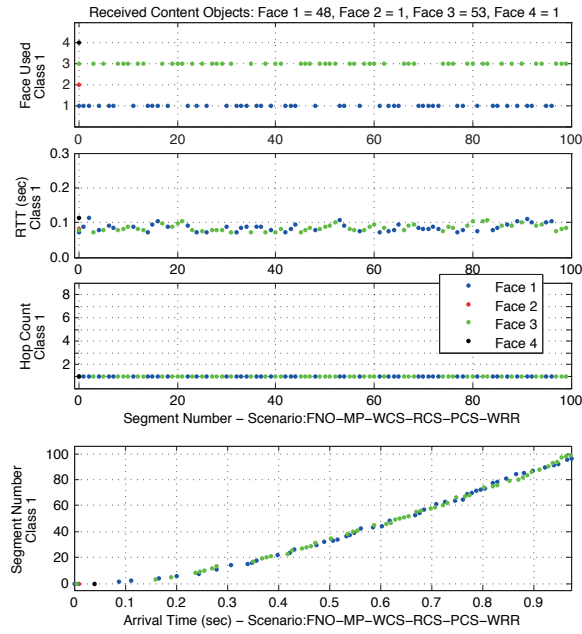 Received Content Objects: Face 1 = 48, Face 2 = 1, Face 3 = 53, Face 4 = 1
Face Used
Class 1
4
3
2
1
0 20 40 60 80 100
RTT (sec)
Class 1
0.3
0.2
0.1
0.0
0 20 40 60 80 100
Hop Count
Class 1
8
6
4
2
Face 1
Face 2
Face 3
Face 4
0 20 40 60 80 100
Segment Number – Scenario:FNO–MP–WCS–RCS–PCS–WRR
Segment Number
Class 1
100
80
60
40
20
0
0 0.1 0.2 0.3 0.4 0.5 0.6 0.7 0.8 0.9
Arrival Time (sec) – Scenario:FNO–MP–WCS–RCS–PCS–WRR